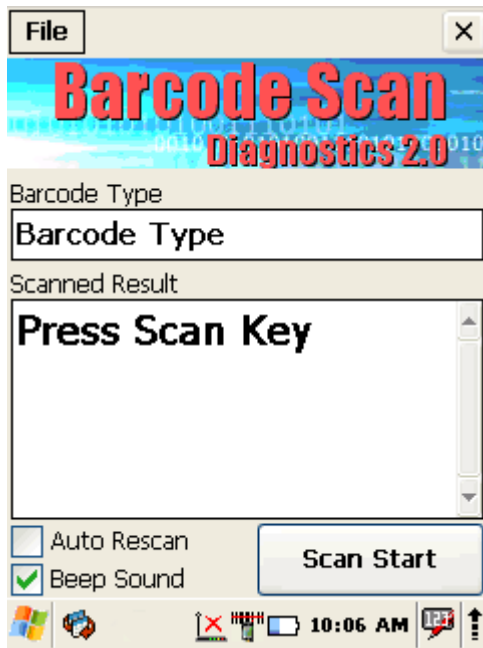 File
Barcode Scan
Diagnostics 2.0
Barcode Type
Barcode Type
Scanned Result
Press Scan Key
Auto Rescan
Scan Start
Beep Sound
10:06 AM
123